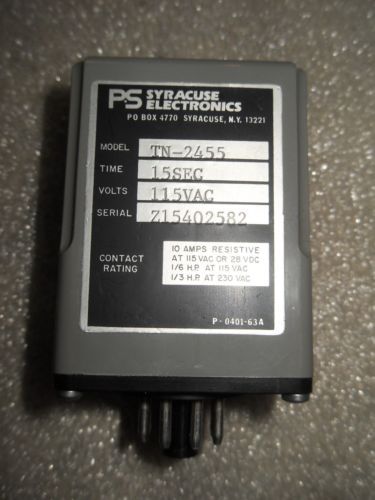 PS SYRACUSE
ELECTRONICS
P O BOX 4770 SYRACUSE, N.Y. 13221
MODEL TN-2455
TIME 15SEC
VOLTS 115VAC
SERIAL Z15402582
CONTACT
RATING
10 AMPS RESISTIVE
AT 115 VAC OR 28 VDC
1/6 H.P. AT 115 VAC
1/3 H.P. AT 230 VAC
P-0401-63A